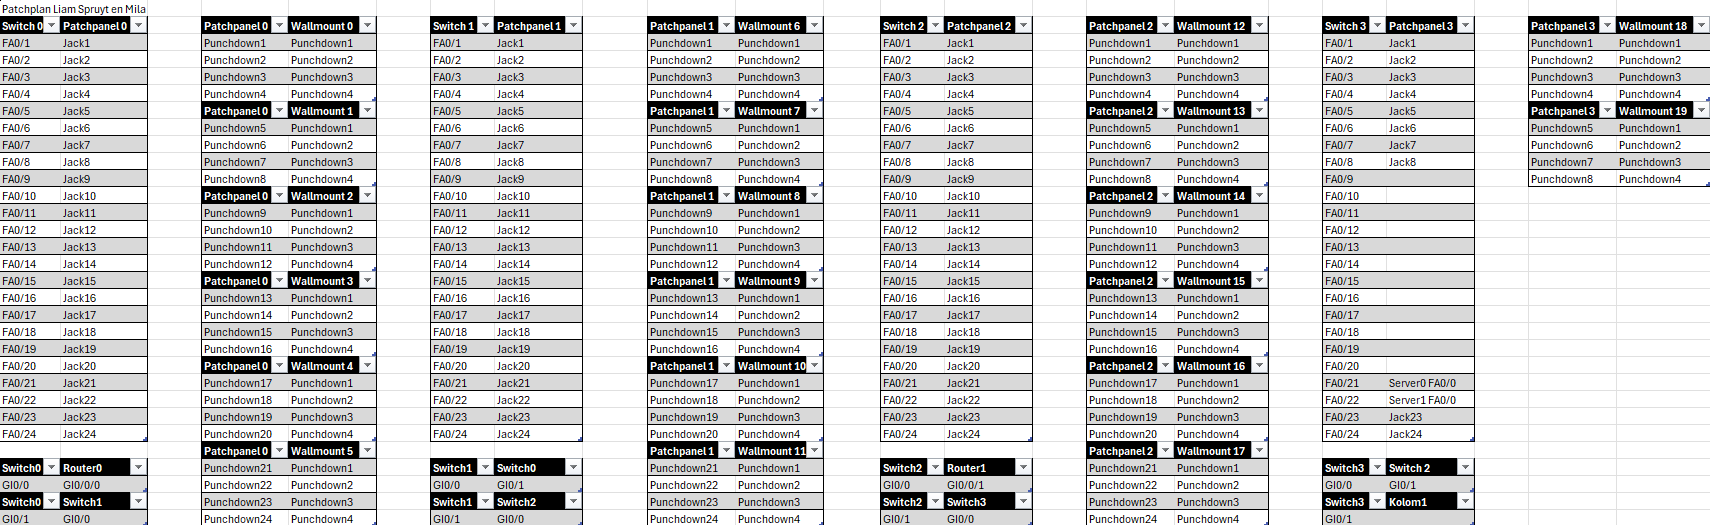 Patchplan Liam Spruyt en Mila
Switch 0 Patchpanel 0 Patchpanel 0 Wallmount 0 Switch 1 Patchpanel 1 Patchpanel 1 Wallmount 6 Switch 2 Patchpanel 2 Patchpanel 2 Wallmount 12 Switch 3 Patchpanel 3 Patchpanel 3 Wallmount 18
FA0/1 Jack1 Punchdown1 Punchdown1 FA0/1 Jack1 Punchdown1 Punchdown1 FA0/1 Jack1 Punchdown1 Punchdown1 FA0/1 Jack1 Punchdown1 Punchdown1
FA0/2 Jack2 Punchdown2 Punchdown2 FA0/2 Jack2 Punchdown2 Punchdown2 FA0/2 Jack2 Punchdown2 Punchdown2 FA0/2 Jack2 Punchdown2 Punchdown2
FA0/3 Jack3 Punchdown3 Punchdown3 FA0/3 Jack3 Punchdown3 Punchdown3 FA0/3 Jack3 Punchdown3 Punchdown3 FA0/3 Jack3 Punchdown3 Punchdown3
FA0/4 Jack4 Punchdown4 Punchdown4 FA0/4 Jack4 Punchdown4 Punchdown4 FA0/4 Jack4 Punchdown4 Punchdown4 FA0/4 Jack4 Punchdown4 Punchdown4
FA0/5 Jack5 Patchpanel 0 Wallmount 1 FA0/5 Jack5 Patchpanel 1 Wallmount 7 FA0/5 Jack5 Patchpanel 2 Wallmount 13 FA0/5 Jack5 Patchpanel 3 Wallmount 19
FA0/6 Jack6 Punchdown5 Punchdown1 FA0/6 Jack6 Punchdown5 Punchdown1 FA0/6 Jack6 Punchdown5 Punchdown1 FA0/6 Jack6 Punchdown5 Punchdown1
FA0/7 Jack7 Punchdown6 Punchdown2 FA0/7 Jack7 Punchdown6 Punchdown2 FA0/7 Jack7 Punchdown6 Punchdown2 FA0/7 Jack7 Punchdown6 Punchdown2
FA0/8 Jack8 Punchdown7 Punchdown3 FA0/8 Jack8 Punchdown7 Punchdown3 FA0/8 Jack8 Punchdown7 Punchdown3 FA0/8 Jack8 Punchdown7 Punchdown3
FA0/9 Jack9 Punchdown8 Punchdown4 FA0/9 Jack9 Punchdown8 Punchdown4 FA0/9 Jack9 Punchdown8 Punchdown4 FA0/9 Punchdown8 Punchdown4
FA0/10 Jack10 Patchpanel 0 Wallmount 2 FA0/10 Jack10 Patchpanel 1 Wallmount 8 FA0/10 Jack10 Patchpanel 2 Wallmount 14 FA0/10
FA0/11 Jack11 Punchdown9 Punchdown1 FA0/11 Jack11 Punchdown9 Punchdown1 FA0/11 Jack11 Punchdown9 Punchdown1 FA0/11
FA0/12 Jack12 Punchdown10 Punchdown2 FA0/12 Jack12 Punchdown10 Punchdown2 FA0/12 Jack12 Punchdown10 Punchdown2 FA0/12
FA0/13 Jack13 Punchdown11 Punchdown3 FA0/13 Jack13 Punchdown11 Punchdown3 FA0/13 Jack13 Punchdown11 Punchdown3 FA0/13
FA0/14 Jack14 Punchdown12 Punchdown4 FA0/14 Jack14 Punchdown12 Punchdown4 FA0/14 Jack14 Punchdown12 Punchdown4 FA0/14
FA0/15 Jack15 Patchpanel 0 Wallmount 3 FA0/15 Jack15 Patchpanel 1 Wallmount 9 FA0/15 Jack15 Patchpanel 2 Wallmount 15 FA0/15
FA0/16 Jack16 Punchdown13 Punchdown1 FA0/16 Jack16 Punchdown13 Punchdown1 FA0/16 Jack16 Punchdown13 Punchdown1 FA0/16
FA0/17 Jack17 Punchdown14 Punchdown2 FA0/17 Jack17 Punchdown14 Punchdown2 FA0/17 Jack17 Punchdown14 Punchdown2 FA0/17
FA0/18 Jack18 Punchdown15 Punchdown3 FA0/18 Jack18 Punchdown15 Punchdown3 FA0/18 Jack18 Punchdown15 Punchdown3 FA0/18
FA0/19 Jack19 Punchdown16 Punchdown4 FA0/19 Jack19 Punchdown16 Punchdown4 FA0/19 Jack19 Punchdown16 Punchdown4 FA0/19
FA0/20 Jack20 Patchpanel 0 Wallmount 4 FA0/20 Jack20 Patchpanel 1 Wallmount 10 FA0/20 Jack20 Patchpanel 2 Wallmount 16 FA0/20
FA0/21 Jack21 Punchdown17 Punchdown1 FA0/21 Jack21 Punchdown17 Punchdown1 FA0/21 Jack21 Punchdown17 Punchdown1 FA0/21 Server0 FA0/0
FA0/22 Jack22 Punchdown18 Punchdown2 FA0/22 Jack22 Punchdown18 Punchdown2 FA0/22 Jack22 Punchdown18 Punchdown2 FA0/22 Server1 FA0/0
FA0/23 Jack23 Punchdown19 Punchdown3 FA0/23 Jack23 Punchdown19 Punchdown3 FA0/23 Jack23 Punchdown19 Punchdown3 FA0/23 Jack23
FA0/24 Jack24 Punchdown20 Punchdown4 FA0/24 Jack24 Punchdown20 Punchdown4 FA0/24 Jack24 Punchdown20 Punchdown4 FA0/24 Jack24
Patchpanel 0 Wallmount 5 Patchpanel 1 Wallmount 11 Patchpanel 2 Wallmount 17
Switch0 Router0 Punchdown21 Punchdown1 Switch1 Switch0 Punchdown21 Punchdown1 Switch2 Router1 Punchdown21 Punchdown1 Switch3 Switch 2
GI0/0 GI0/0/0 Punchdown22 Punchdown2 GI0/0 GI0/1 Punchdown22 Punchdown2 GI0/0 GI0/0/1 Punchdown22 Punchdown2 GI0/0 GI0/1
Switch0 Switch1 Punchdown23 Punchdown3 Switch1 Switch2 Punchdown23 Punchdown3 Switch2 Switch3 Punchdown23 Punchdown3 Switch3 Kolom1
GI0/1 GI0/0 Punchdown24 Punchdown4 GI0/1 GI0/0 Punchdown24 Punchdown4 GI0/1 GI0/0 Punchdown24 Punchdown4 GI0/1